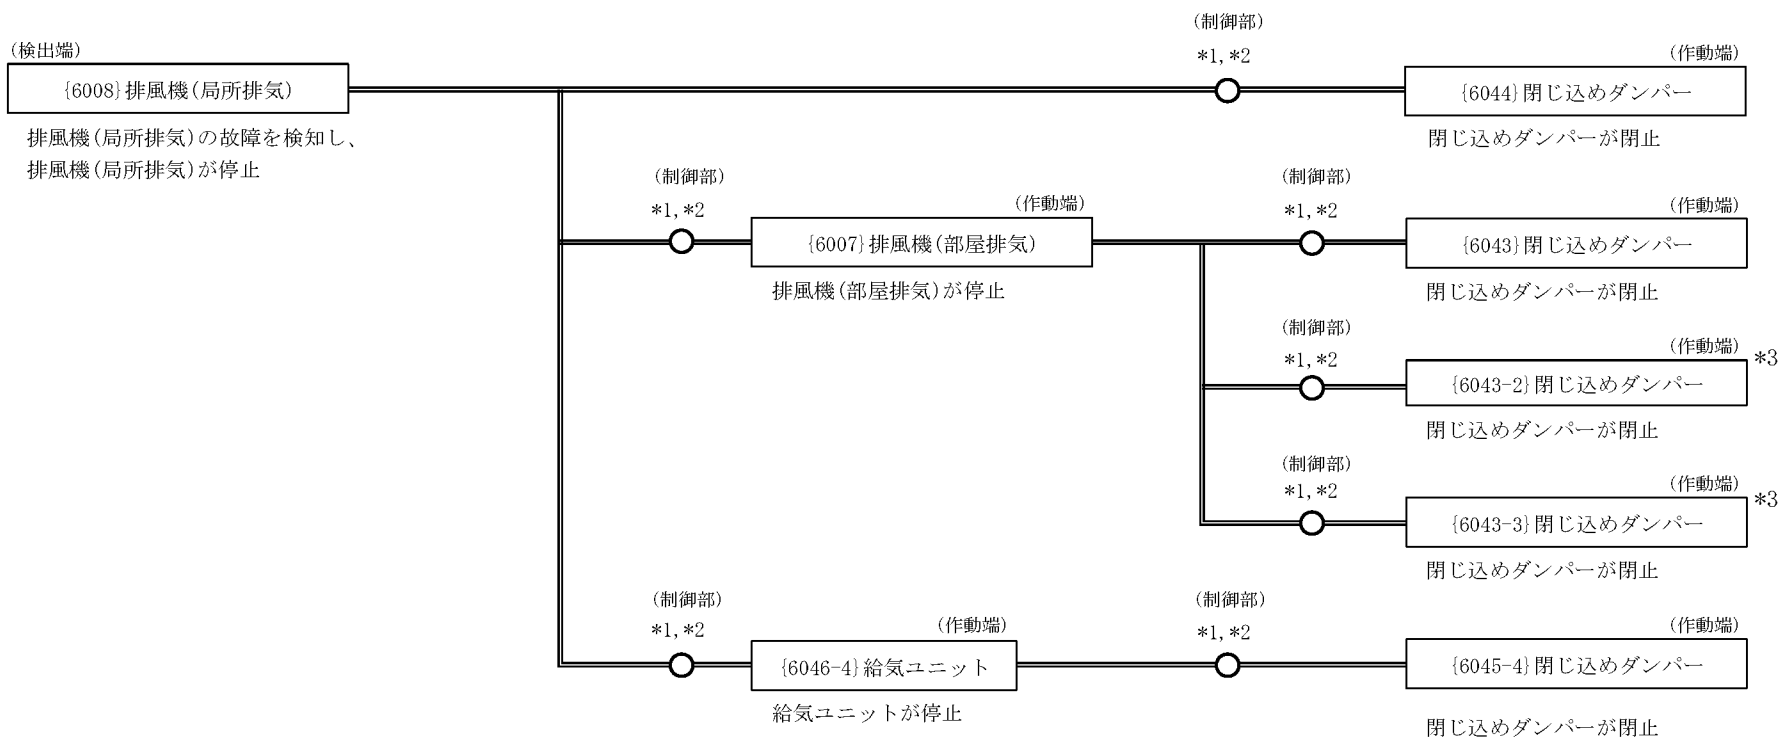 (検出端)
{6008}排風機(局所排気)
排風機(局所排気)の故障を検知し、
排風機(局所排気)が停止
(制御部)
*1, *2
(作動端)
{6044}閉じ込めダンパー
閉じ込めダンパーが閉止
(制御部)
*1, *2
(作動端)
{6007}排風機(部屋排気)
排風機(部屋排気)が停止
(制御部)
*1, *2
(作動端)
{6043}閉じ込めダンパー
閉じ込めダンパーが閉止
(制御部)
*1, *2
(作動端)
*3
{6043-2}閉じ込めダンパー
閉じ込めダンパーが閉止
(制御部)
*1, *2
(作動端)
*3
{6043-3}閉じ込めダンパー
閉じ込めダンパーが閉止
(制御部)
*1, *2
(作動端)
{6046-4}給気ユニット
給気ユニットが停止
(制御部)
*1, *2
(作動端)
{6045-4}閉じ込めダンパー
閉じ込めダンパーが閉止